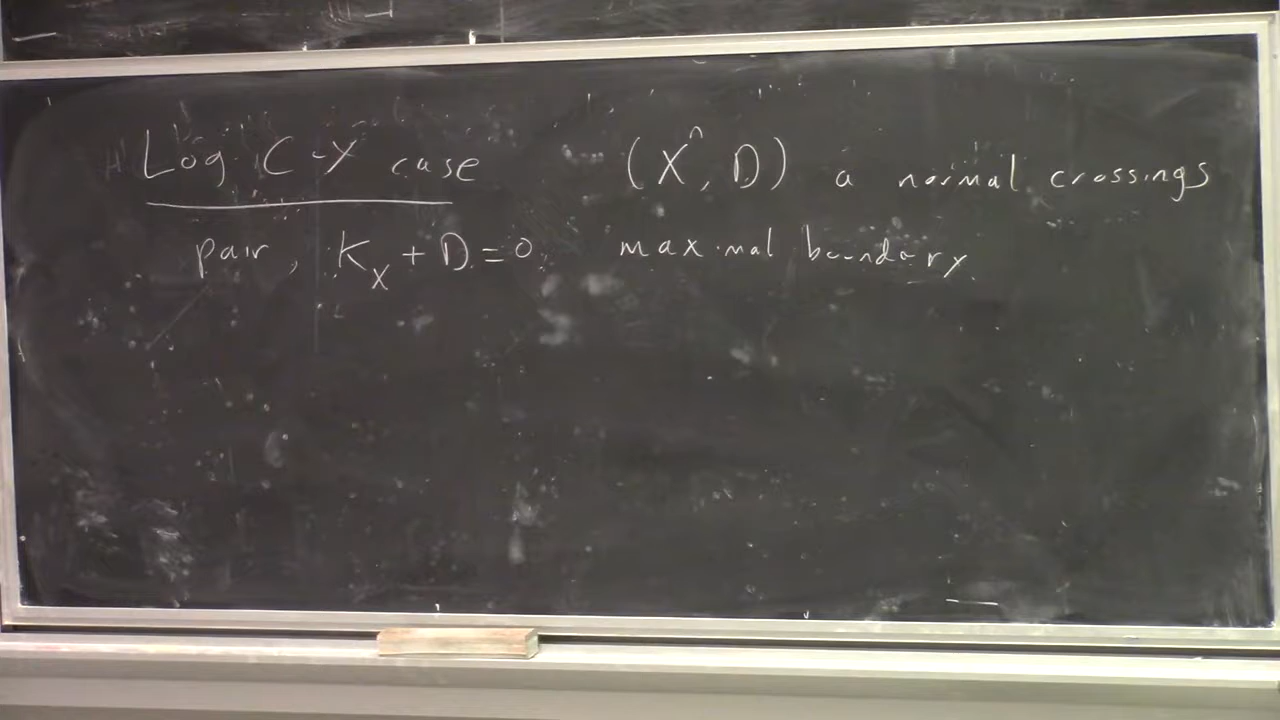 Log C-Y case (X, D) a normal crossings
pair, K_X + D = 0, maximal boundary.